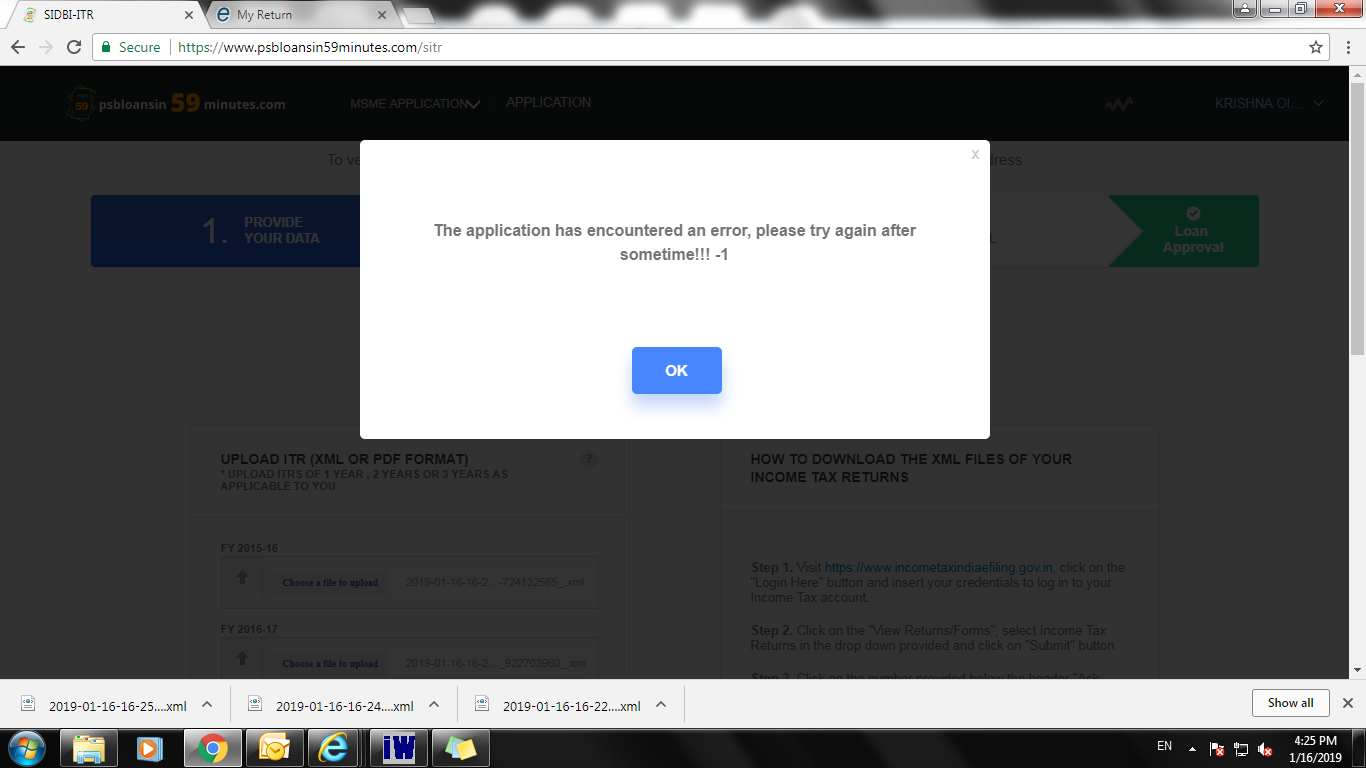 SIDBI-ITR
My Return
Secure
https://www.psbloansin59minutes.com/sitr
psbloansin 59 minutes.com
MSME APPLICATION
APPLICATION
KRISHNA OI...
To ve
dress
1.
PROVIDE
YOUR DATA
Loan
Approval
x
The application has encountered an error, please try again after
sometime!!! -1
OK
UPLOAD ITR (XML OR PDF FORMAT)
?
* UPLOAD ITRS OF 1 YEAR , 2 YEARS OR 3 YEARS AS
APPLICABLE TO YOU
FY 2015-16
Choose a file to upload
2019-01-16-16-2...-724132565_.xml
FY 2016-17
Choose a file to upload
2019-01-16-16-2..._922703960_.xml
HOW TO DOWNLOAD THE XML FILES OF YOUR
INCOME TAX RETURNS
Step 1. Visit https://www.incometaxindiaefiling.gov.in, click on the
"Login Here" button and insert your credentials to log in to your
Income Tax account.
Step 2. Click on the "View Returns/Forms", select Income Tax
Returns in the drop down provided and click on "Submit" button.
Step 3. Click on the number provided below the header "Ack
2019-01-16-16-25....xml
2019-01-16-16-24....xml
2019-01-16-16-22....xml
Show all
iW
EN
4:25 PM
1/16/2019